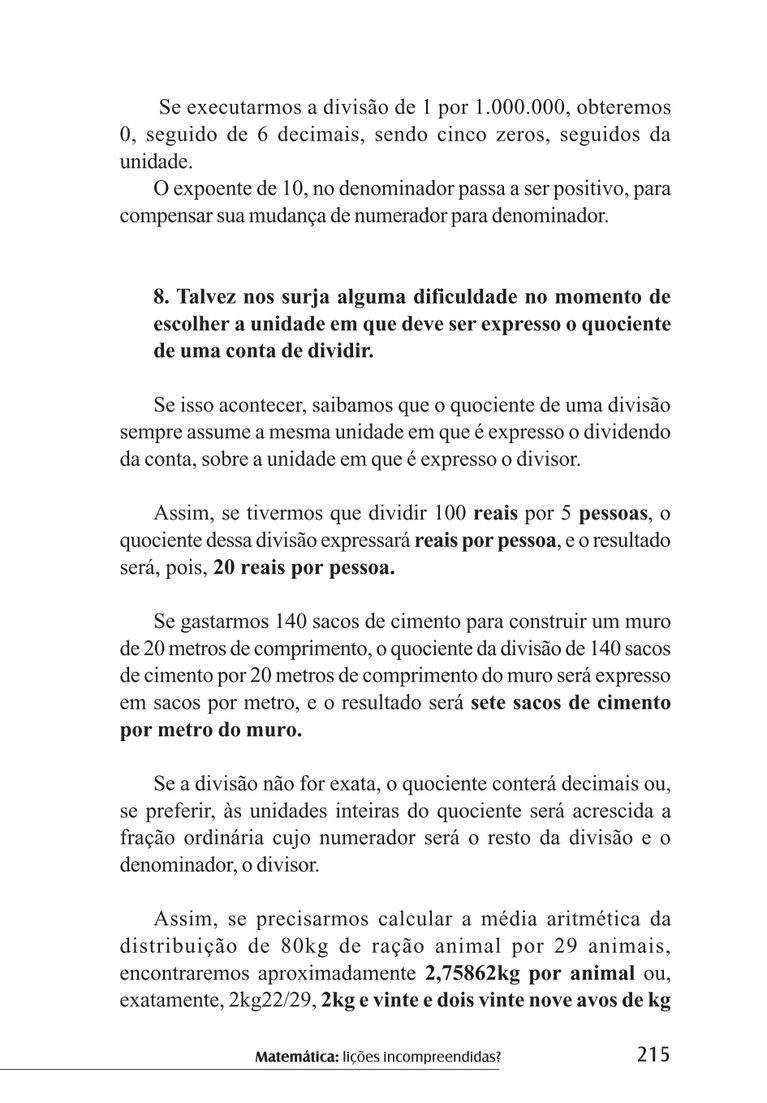 Se executarmos a divisão de 1 por 1.000.000, obteremos
0, seguido de 6 decimais, sendo cinco zeros, seguidos da
unidade.
O expoente de 10, no denominador passa a ser positivo, para
compensar sua mudança de numerador para denominador.
8. Talvez nos surja alguma dificuldade no momento de
escolher a unidade em que deve ser expresso o quociente
de uma conta de dividir.
Se isso acontecer, saibamos que o quociente de uma divisão
sempre assume a mesma unidade em que é expresso o dividendo
da conta, sobre a unidade em que é expresso o divisor.
Assim, se tivermos que dividir 100 reais por 5 pessoas, o
quociente dessa divisão expressará reais por pessoa, e o resultado
será, pois, 20 reais por pessoa.
Se gastarmos 140 sacos de cimento para construir um muro
de 20 metros de comprimento, o quociente da divisão de 140 sacos
de cimento por 20 metros de comprimento do muro será expresso
em sacos por metro, e o resultado será sete sacos de cimento
por metro do muro.
Se a divisão não for exata, o quociente conterá decimais ou,
se preferir, às unidades inteiras do quociente será acrescida a
fração ordinária cujo numerador será o resto da divisão e o
denominador, o divisor.
Assim, se precisarmos calcular a média aritmética da
distribuição de 80kg de ração animal por 29 animais,
encontraremos aproximadamente 2,75862kg por animal ou,
exatamente, 2kg22/29, 2kg e vinte e dois vinte nove avos de kg
Matemática: lições incompreendidas? 215